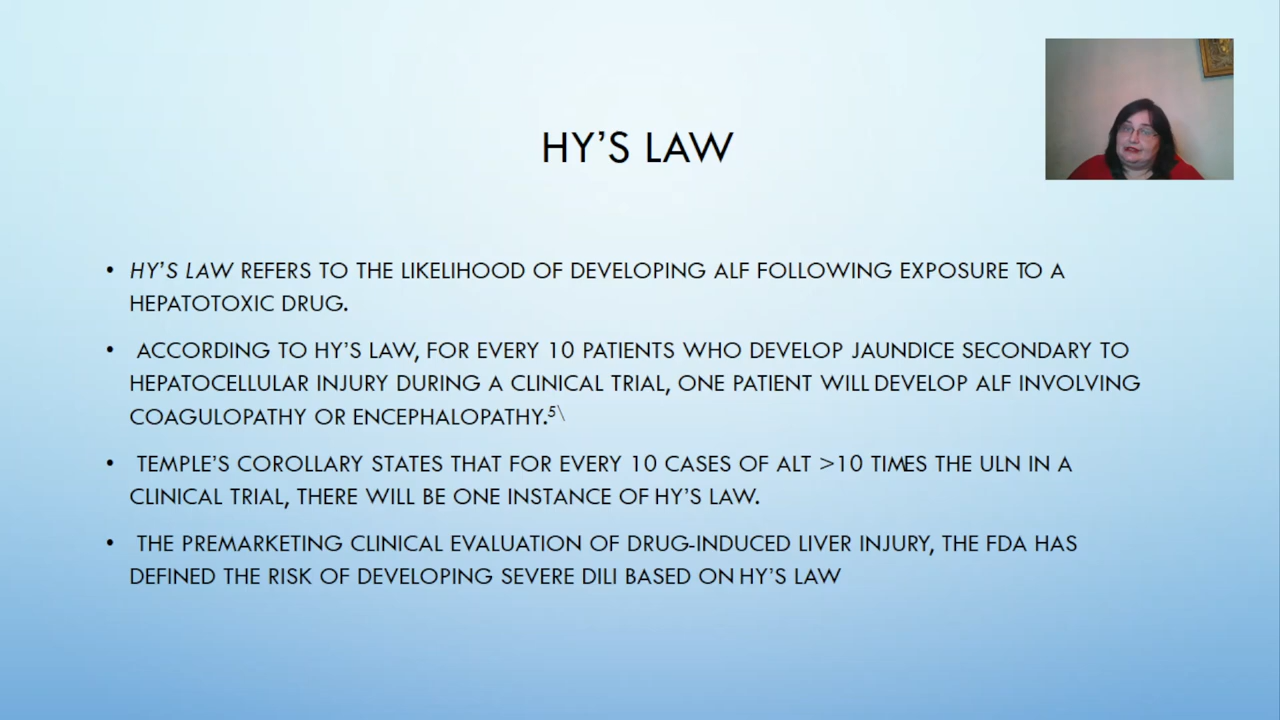 HY’S LAW
• HY’S LAW REFERS TO THE LIKELIHOOD OF DEVELOPING ALF FOLLOWING EXPOSURE TO A
HEPATOTOXIC DRUG.
• ACCORDING TO HY’S LAW, FOR EVERY 10 PATIENTS WHO DEVELOP JAUNDICE SECONDARY TO
HEPATOCELLULAR INJURY DURING A CLINICAL TRIAL, ONE PATIENT WILL DEVELOP ALF INVOLVING
COAGULOPATHY OR ENCEPHALOPATHY.5\
• TEMPLE’S COROLLARY STATES THAT FOR EVERY 10 CASES OF ALT >10 TIMES THE ULN IN A
CLINICAL TRIAL, THERE WILL BE ONE INSTANCE OF HY’S LAW.
• THE PREMARKETING CLINICAL EVALUATION OF DRUG-INDUCED LIVER INJURY, THE FDA HAS
DEFINED THE RISK OF DEVELOPING SEVERE DILI BASED ON HY’S LAW